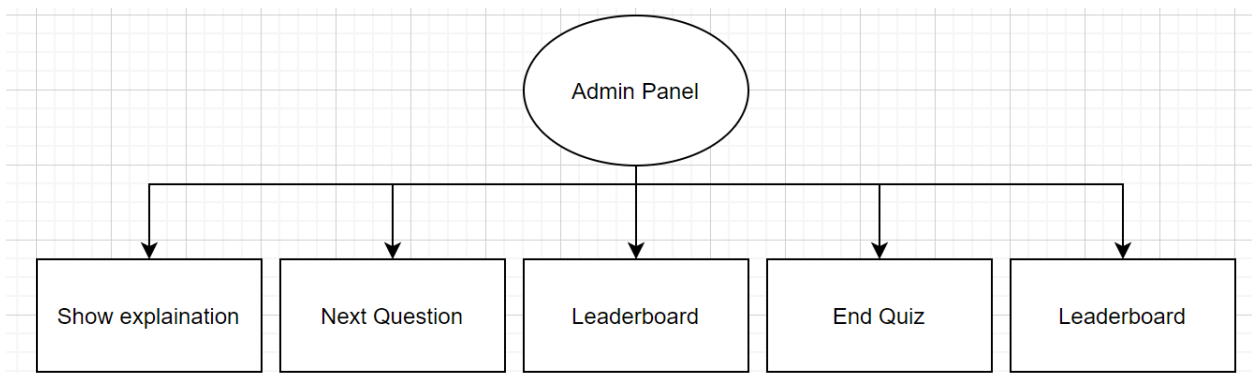 Admin Panel
Show explaination
Next Question
Leaderboard
End Quiz
Leaderboard